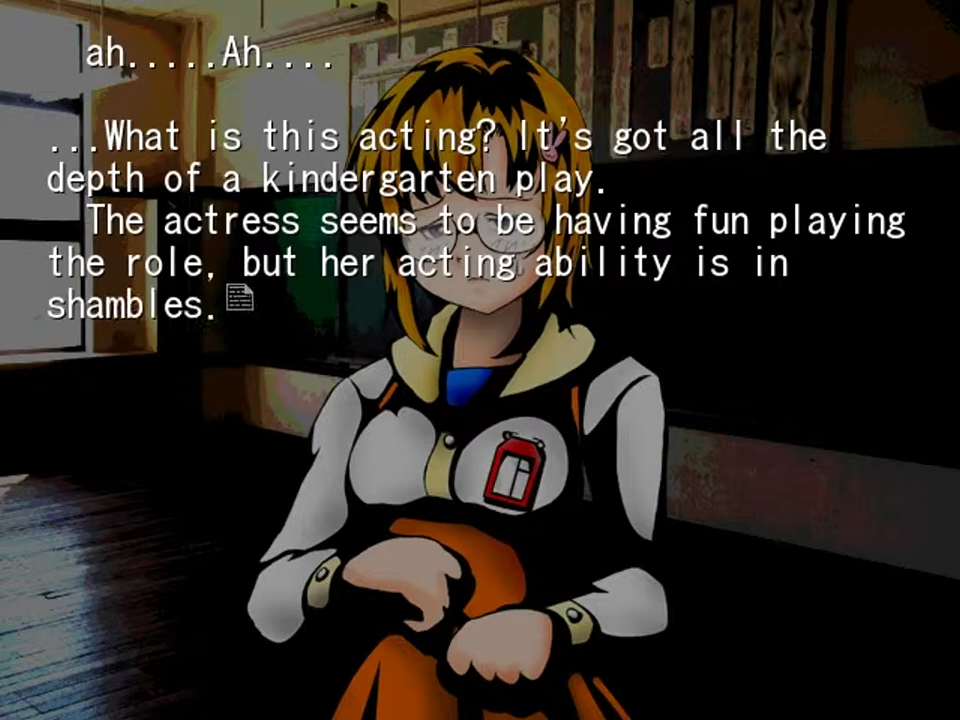 ah.....Ah....
...What is this acting? It's got all the
depth of a kindergarten play.
The actress seems to be having fun playing
the role, but her acting ability is in
shambles.